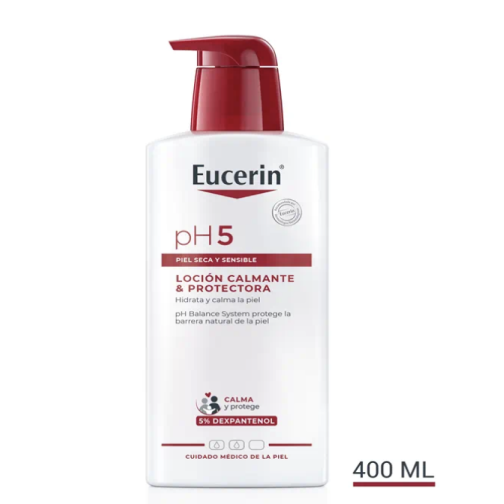 Eucerin®
Eucerin
pH5
PIEL SECA Y SENSIBLE
LOCIÓN CALMANTE
& PROTECTORA
Hidrata y calma la piel
pH Balance System protege la
barrera natural de la piel
CALMA
y protege
5% DEXPANTENOL
CUIDADO MÉDICO DE LA PIEL
400 ML